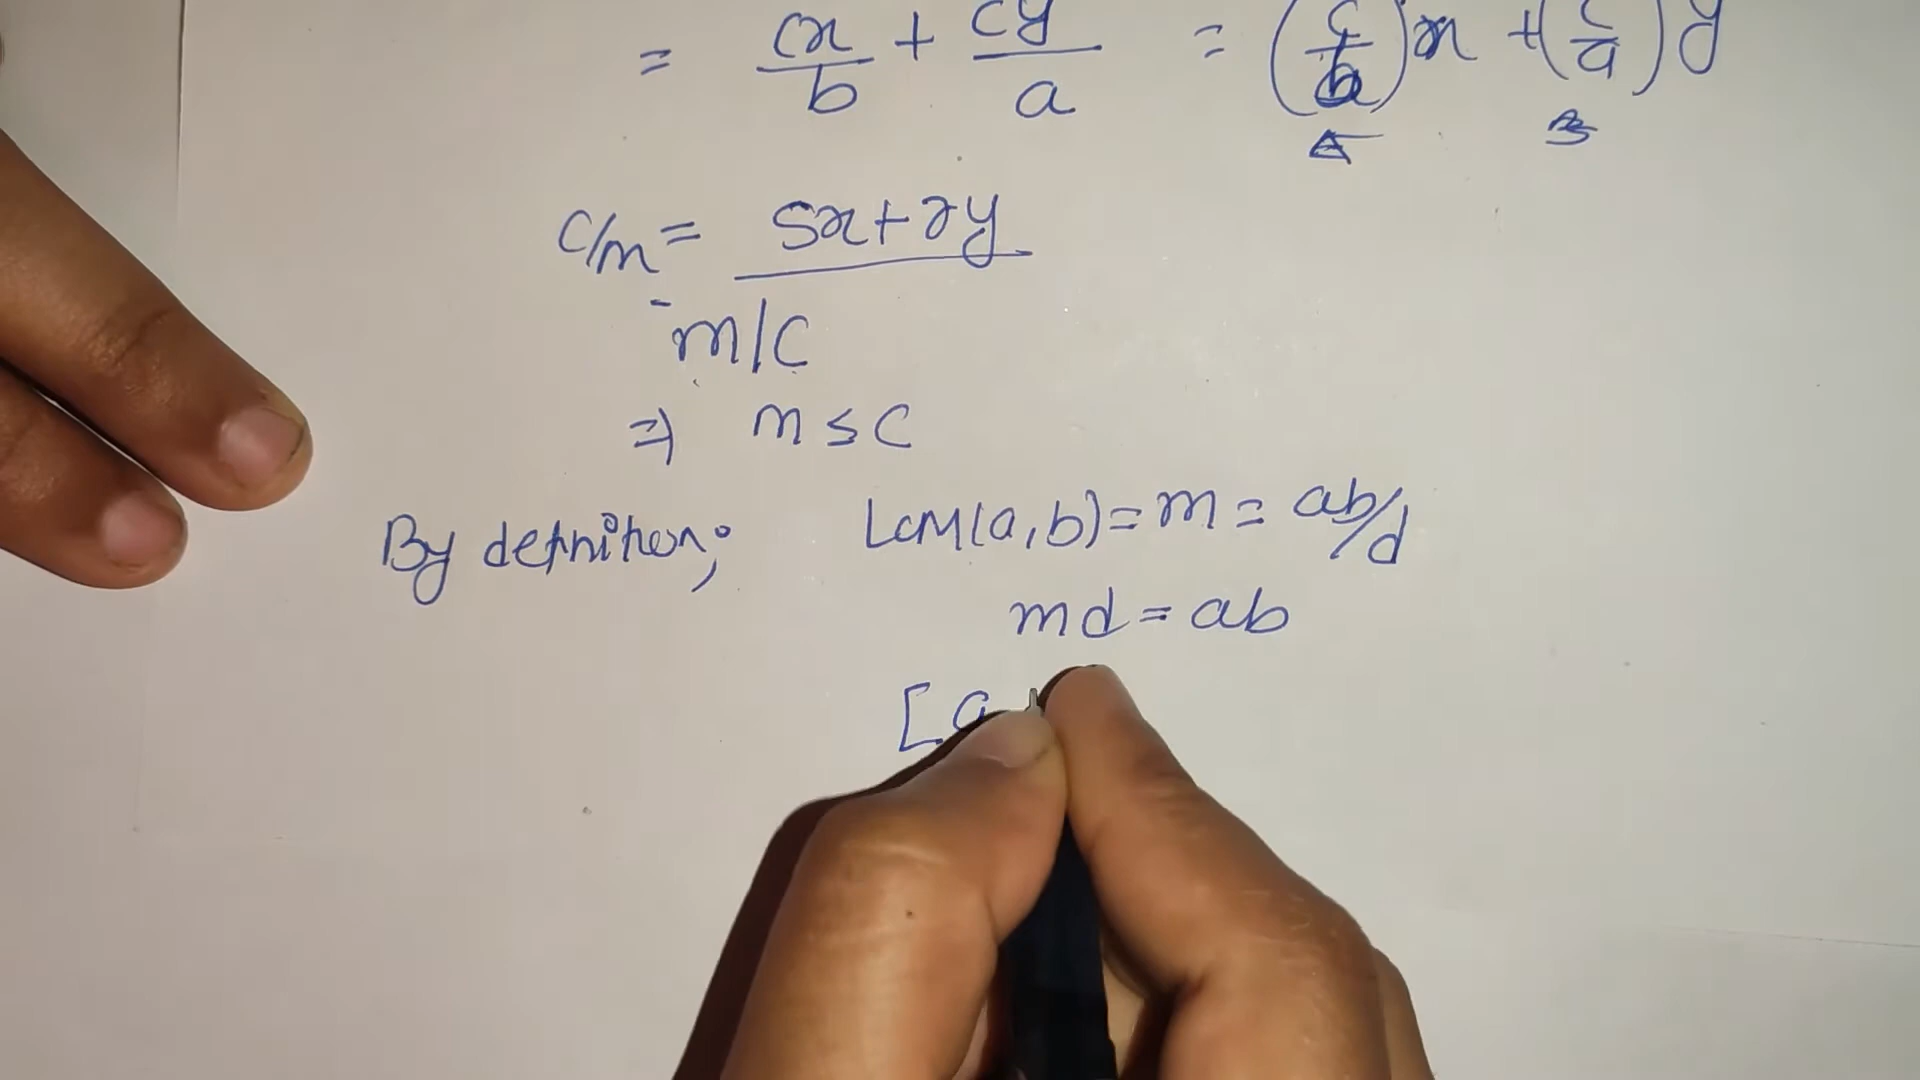 = cx/b + cy/a = (c/b)x + (c/a)y
c/m = sx+ry
m/c
⇒ m ≤ c
By definition; LCM(a,b) = m = ab/d
md = ab
[a